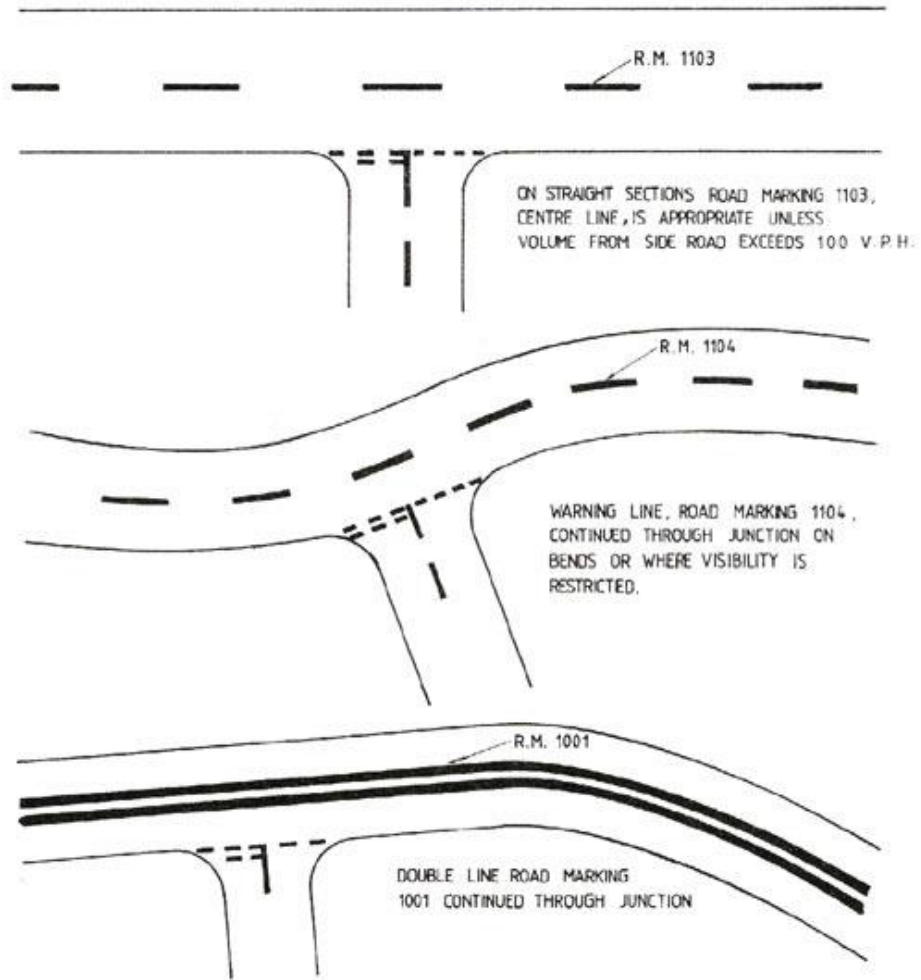 R.M. 1103
ON STRAIGHT SECTIONS ROAD MARKING 1103,
CENTRE LINE, IS APPROPRIATE UNLESS
VOLUME FROM SIDE ROAD EXCEEDS 100 V.P.H.
R.M. 1104
WARNING LINE, ROAD MARKING 1104,
CONTINUED THROUGH JUNCTION ON
BENDS OR WHERE VISIBILITY IS
RESTRICTED.
R.M. 1001
DOUBLE LINE ROAD MARKING
1001 CONTINUED THROUGH JUNCTION